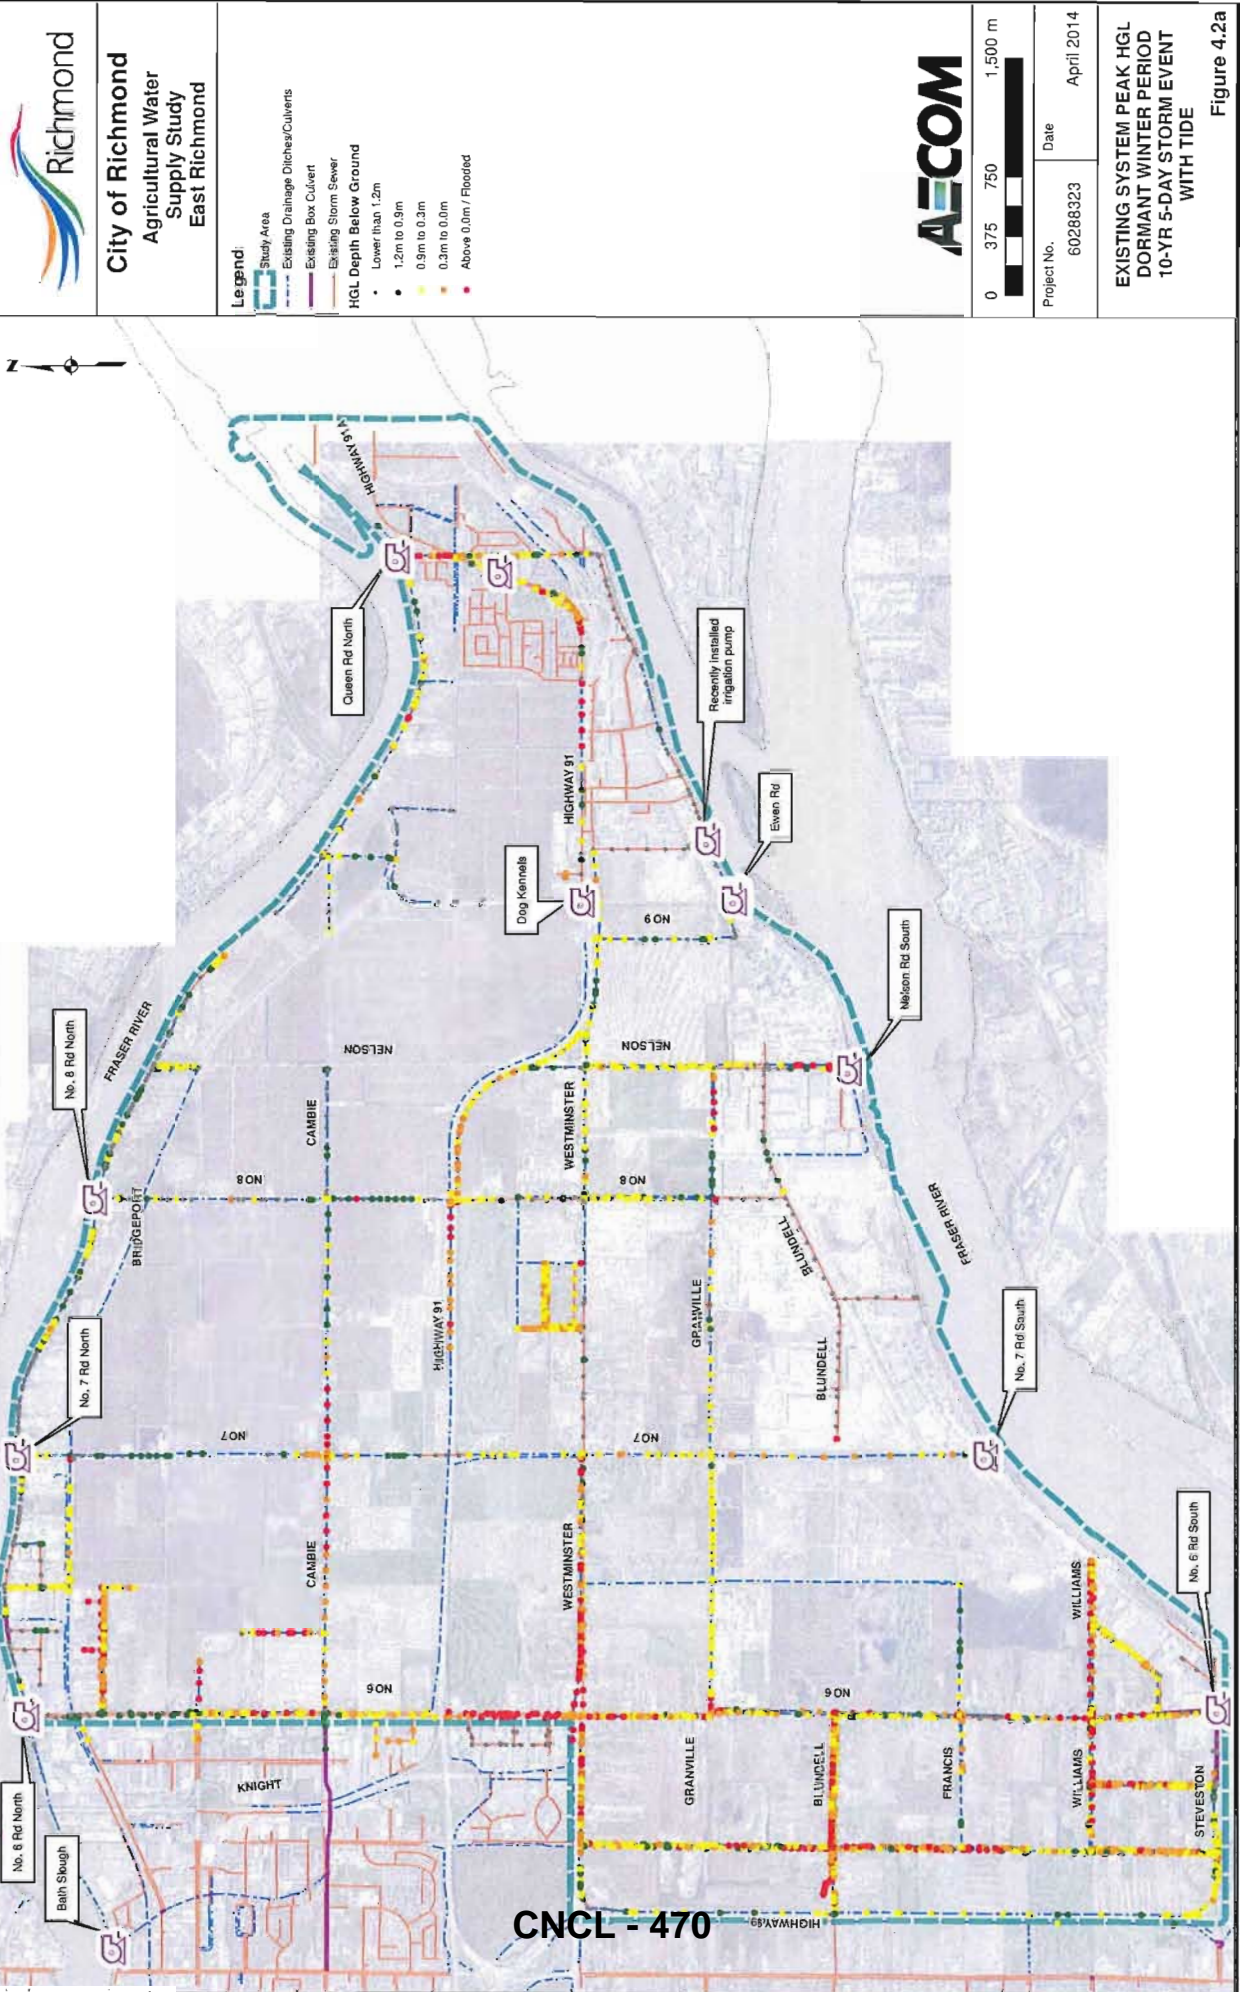 Richmond
City of Richmond
Agricultural Water
Supply Study
East Richmond
Legend:
Study Area
Existing Drainage Ditches/Culverts
Existing Box Culvert
Existing Storm Sewer
HGL Depth Below Ground
Lower than 1.2m
1.2m to 0.9m
0.9m to 0.3m
0.3m to 0.0m
Above 0.0m / Flooded
AECOM
0 375 750 1,500 m
Project No.
60288323
Date
April 2014
EXISTING SYSTEM PEAK HGL
DORMANT WINTER PERIOD
10-YR 5-DAY STORM EVENT
WITH TIDE
Figure 4.2a
N
No. 6 Rd North
Bath Slough
No. 7 Rd North
No. 8 Rd North
FRASER RIVER
Queen Rd North
HIGHWAY 91A
BRIDGEPORT
KNIGHT
NO 6
NO 7
NO 8
NELSON
CAMBIE
CAMBIE
HIGHWAY 91
HIGHWAY 91
Dog Kennels
Recently installed
irrigation pump
Ewen Rd
NO 9
WESTMINSTER
WESTMINSTER
NELSON
NO 8
NO 7
NO 6
Nelson Rd South
GRANVILLE
GRANVILLE
BLUNDELL
BLUNDELL
BLUNDELL
FRASER RIVER
FRANCIS
No. 7 Rd South
WILLIAMS
WILLIAMS
STEVESTON
No. 6 Rd South
HIGHWAY 99
CNCL - 470